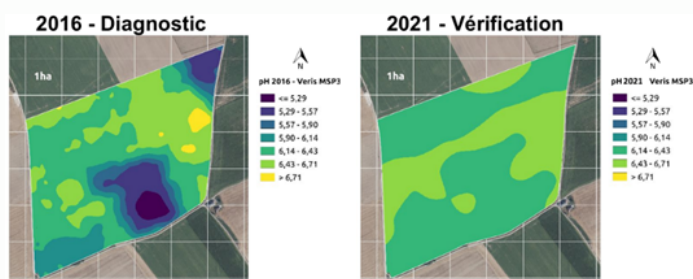 2016 - Diagnostic
1ha
N
pH 2016 - Veris MSP3
<= 5,29
5,29 - 5,57
5,57 - 5,90
5,90 - 6,14
6,14 - 6,43
6,43 - 6,71
> 6,71
2021 - Vérification
1ha
N
pH 2021 Veris MSP3
<= 5,29
5,29 - 5,57
5,57 - 5,90
5,90 - 6,14
6,14 - 6,43
6,43 - 6,71
> 6,71